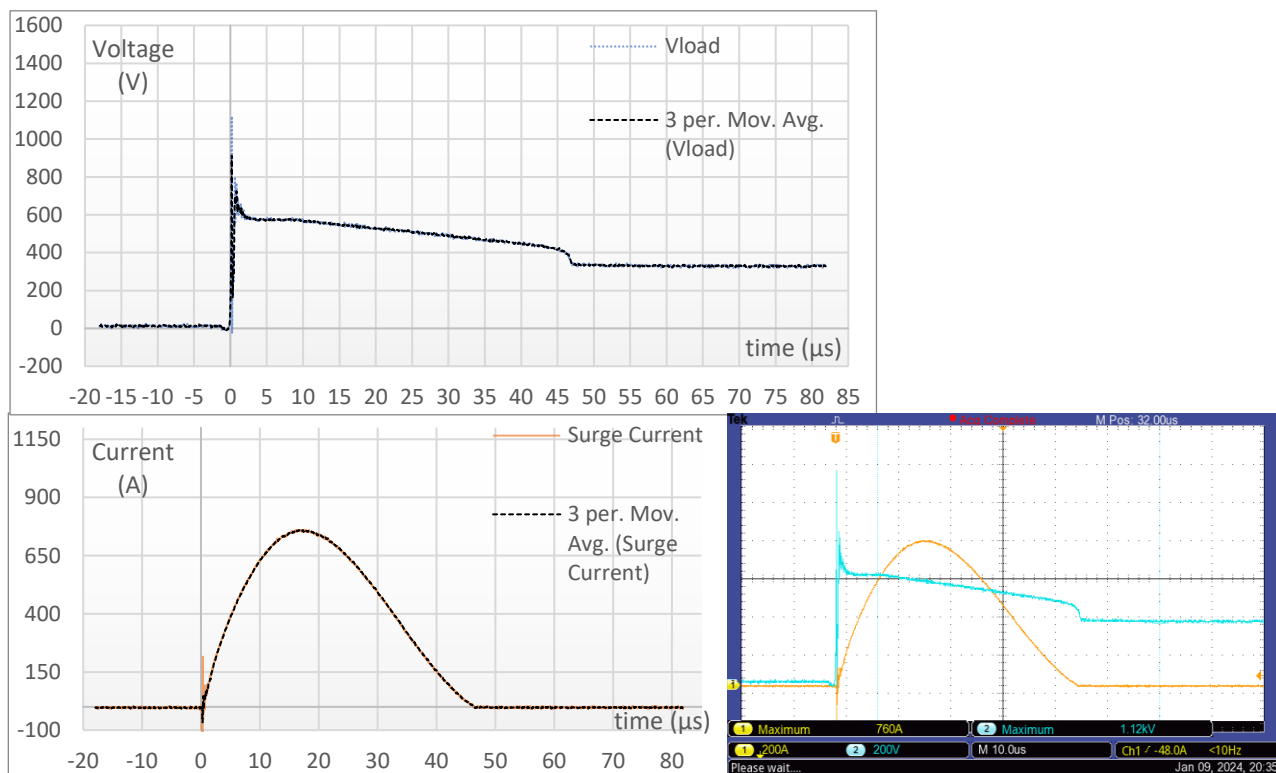 1600
Voltage
(V)
Vload
1400
1200
1000
3 per. Mov. Avg.
(Vload)
800
600
400
200
0
time (µs)
-200
-20 -15 -10 -5 0 5 10 15 20 25 30 35 40 45 50 55 60 65 70 75 80 85
1150
Current
(A)
Surge Current
900
3 per. Mov.
Avg. (Surge
Current)
650
400
150
time (µs)
-100
-20 -10 0 10 20 30 40 50 60 70 80
Tek Acq Complete M Pos: 32.00us
T
1
1 Maximum 760A 2 Maximum 1.12kV
1 200A 2 200V M 10.0us Ch1 -48.0A <10Hz
Please wait.... Jan 09, 2024, 20:35